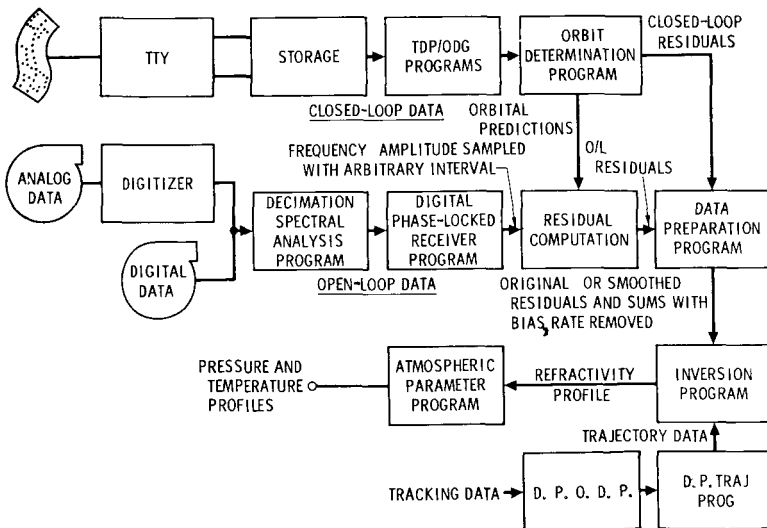 TTY
STORAGE
TDP/ODG
PROGRAMS
ORBIT
DETERMINATION
PROGRAM
CLOSED-LOOP
RESIDUALS
CLOSED-LOOP DATA
ORBITAL
PREDICTIONS
FREQUENCY AMPLITUDE SAMPLED
WITH ARBITRARY INTERVAL
O/L
RESIDUALS
ANALOG
DATA
DIGITIZER
DIGITAL
DATA
DECIMATION
SPECTRAL
ANALYSIS
PROGRAM
DIGITAL
PHASE-LOCKED
RECEIVER
PROGRAM
RESIDUAL
COMPUTATION
DATA
PREPARATION
PROGRAM
OPEN-LOOP DATA
ORIGINAL OR SMOOTHED
RESIDUALS AND SUMS WITH
BIAS, RATE REMOVED
PRESSURE AND
TEMPERATURE
PROFILES
ATMOSPHERIC
PARAMETER
PROGRAM
REFRACTIVITY
PROFILE
INVERSION
PROGRAM
TRAJECTORY DATA
TRACKING DATA
D. P. O. D. P.
D.P. TRAJ
PROG